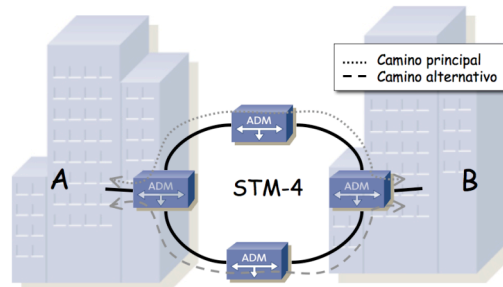 Camino principal
Camino alternativo
ADM
A
ADM
STM-4
ADM
B
ADM